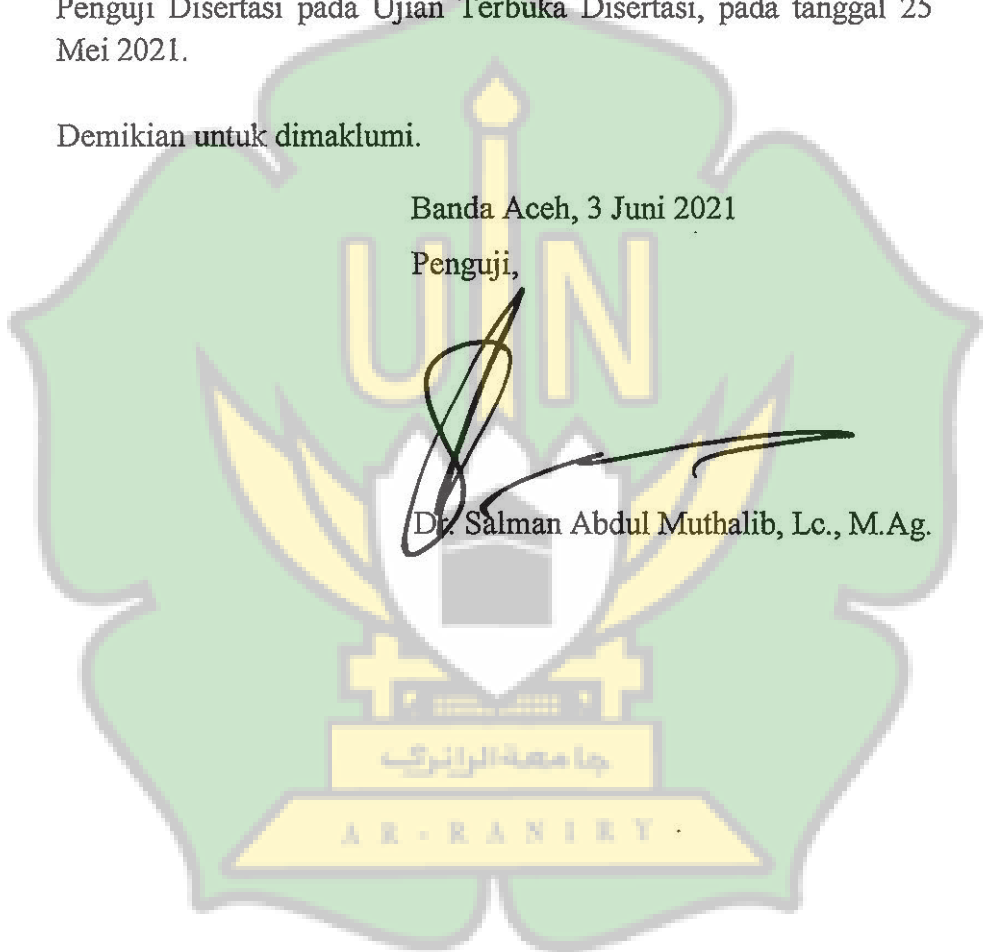 Penguji Disertasi pada Ujian Terbuka Disertasi, pada tanggal 25
Mei 2021.
Demikian untuk dimaklumi.
Banda Aceh, 3 Juni 2021
Penguji,
UIN
Dr. Salman Abdul Muthalib, Lc., M.Ag.
جامعة الرانري
AR-RANIRY